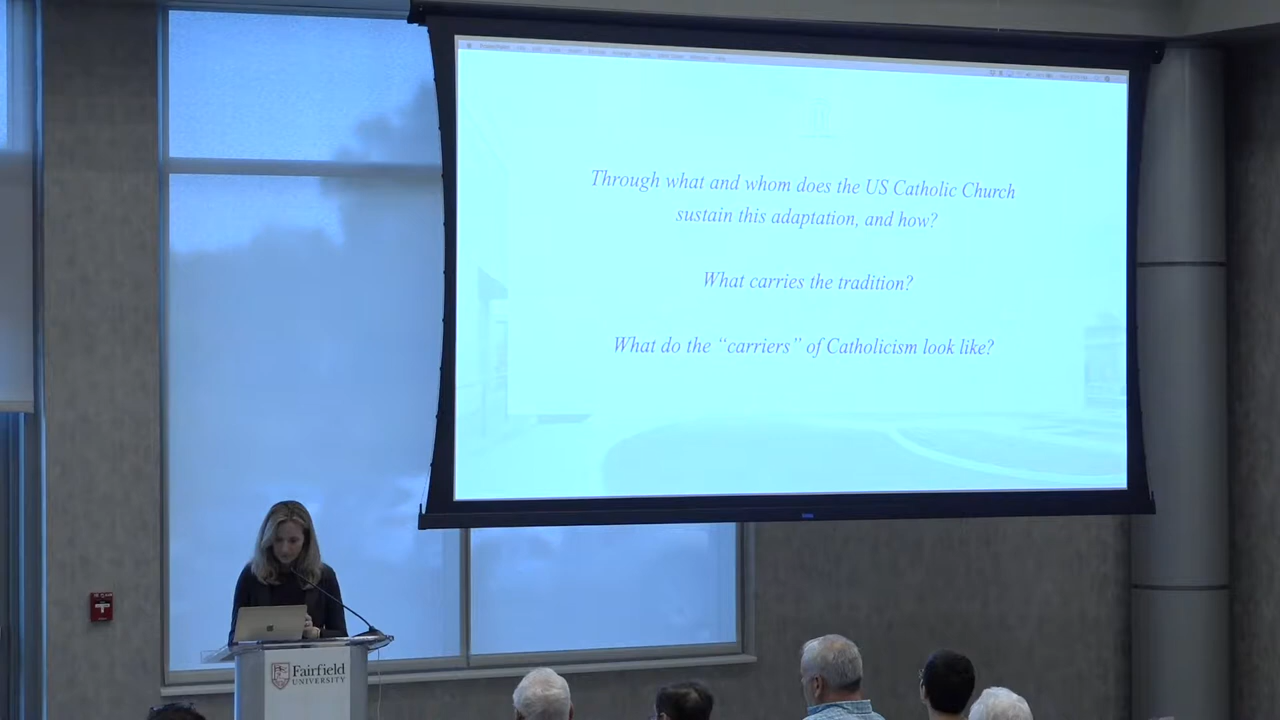 Through what and whom does the US Catholic Church
sustain this adaptation, and how?
What carries the tradition?
What do the “carriers” of Catholicism look like?
Fairfield
UNIVERSITY